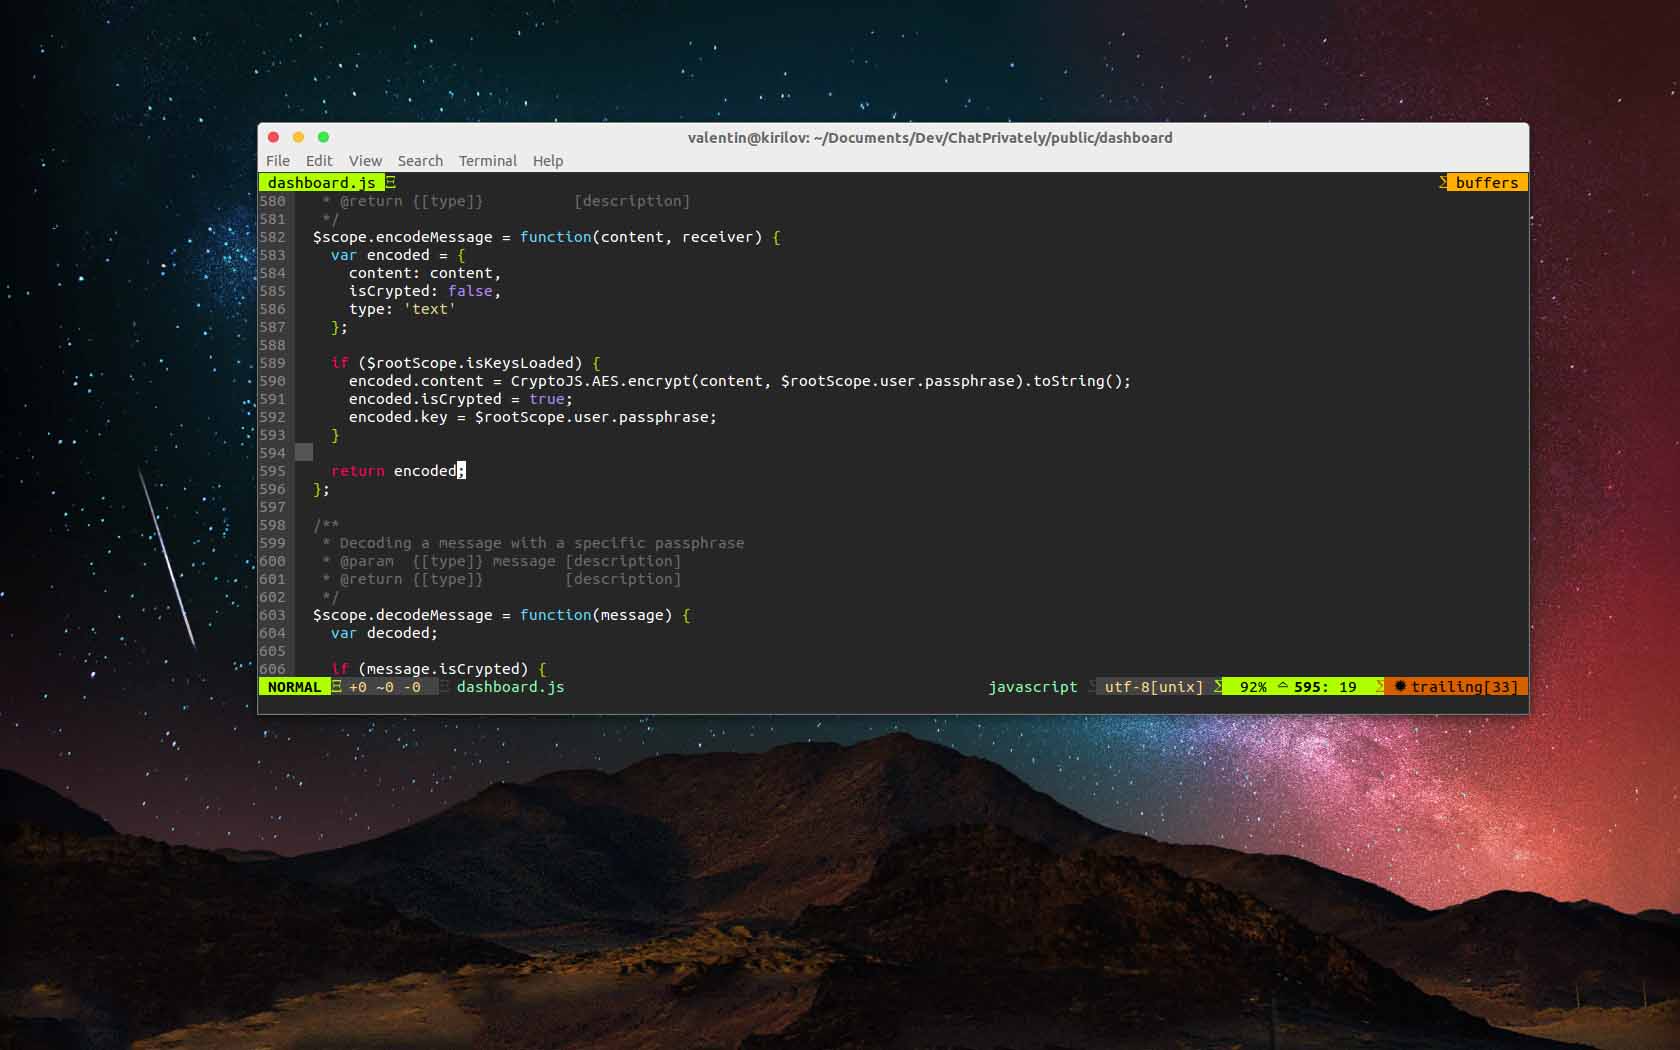 valentin@kirilov: ~/Documents/Dev/ChatPrivately/public/dashboard
File Edit View Search Terminal Help
dashboard.js buffers
580 * @return {[type]} [description]
581 */
582 $scope.encodeMessage = function(content, receiver) {
583 var encoded = {
584 content: content,
585 isCrypted: false,
586 type: 'text'
587 };
588
589 if ($rootScope.isKeysLoaded) {
590 encoded.content = CryptoJS.AES.encrypt(content, $rootScope.user.passphrase).toString();
591 encoded.isCrypted = true;
592 encoded.key = $rootScope.user.passphrase;
593 }
594
595 return encoded;
596 };
597
598 /**
599 * Decoding a message with a specific passphrase
600 * @param {[type]} message [description]
601 * @return {[type]} [description]
602 */
603 $scope.decodeMessage = function(message) {
604 var decoded;
605
606 if (message.isCrypted) {
NORMAL +0 ~0 -0 dashboard.js javascript utf-8[unix] 92% 595: 19 trailing[33]